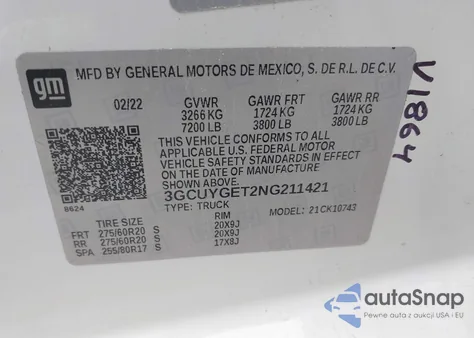 gm
MFD BY GENERAL MOTORS DE MEXICO, S. DE R.L. DE C.V.
02/22 GVWR GAWR FRT GAWR RR
3266 KG 1724 KG 1724 KG
7200 LB 3800 LB 3800 LB
THIS VEHICLE CONFORMS TO ALL
APPLICABLE U.S. FEDERAL MOTOR
VEHICLE SAFETY STANDARDS IN EFFECT
ON THE DATE OF MANUFACTURE SHOWN
ABOVE.
3GCUYGET2NG211421
8624 TYPE: TRUCK MODEL: 21CK10743
TIRE SIZE RIM
FRT 275/60R20 S 20X9J
RR 275/60R20 S 20X9J
SPA 255/80R17 S 17X8J
V1864
autoSnap
Pewne auta z aukcji USA i EU